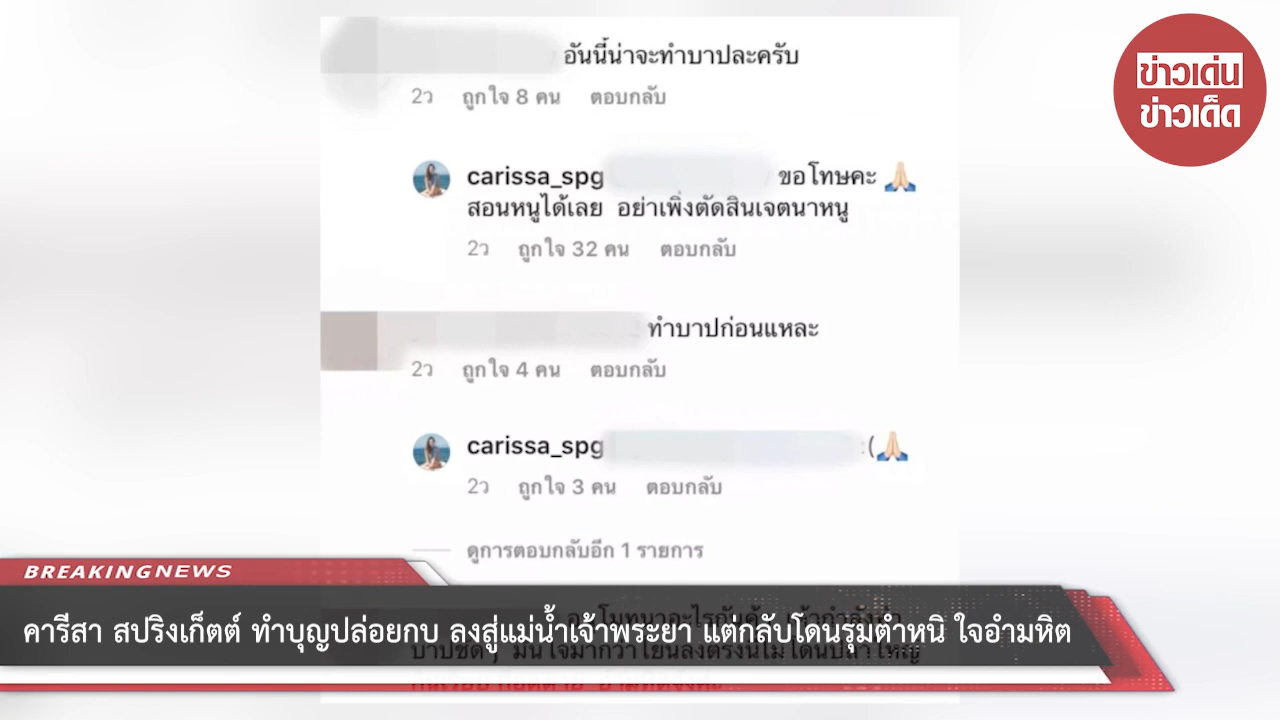 อันนี้น่าจะทำบาปละครับ
2ว ถูกใจ 8 คน ตอบกลับ
carissa_spg ขอโทษคะ 🙏🏻
สอนหนูได้เลย อย่าเพิ่งตัดสินเจตนาหนู
2ว ถูกใจ 32 คน ตอบกลับ
ทำบาปก่อนแหละ
2ว ถูกใจ 4 คน ตอบกลับ
carissa_spg :(🙏🏻
2ว ถูกใจ 3 คน ตอบกลับ
ดูการตอบกลับอีก 1 รายการ
ข่าวเด่น
ข่าวเด็ด
BREAKINGNEWS
คารีสา สปริงเก็ตต์ ทำบุญปล่อยกบ ลงสู่แม่น้ำเจ้าพระยา แต่กลับโดนรุมตำหนิ ใจอำมหิต